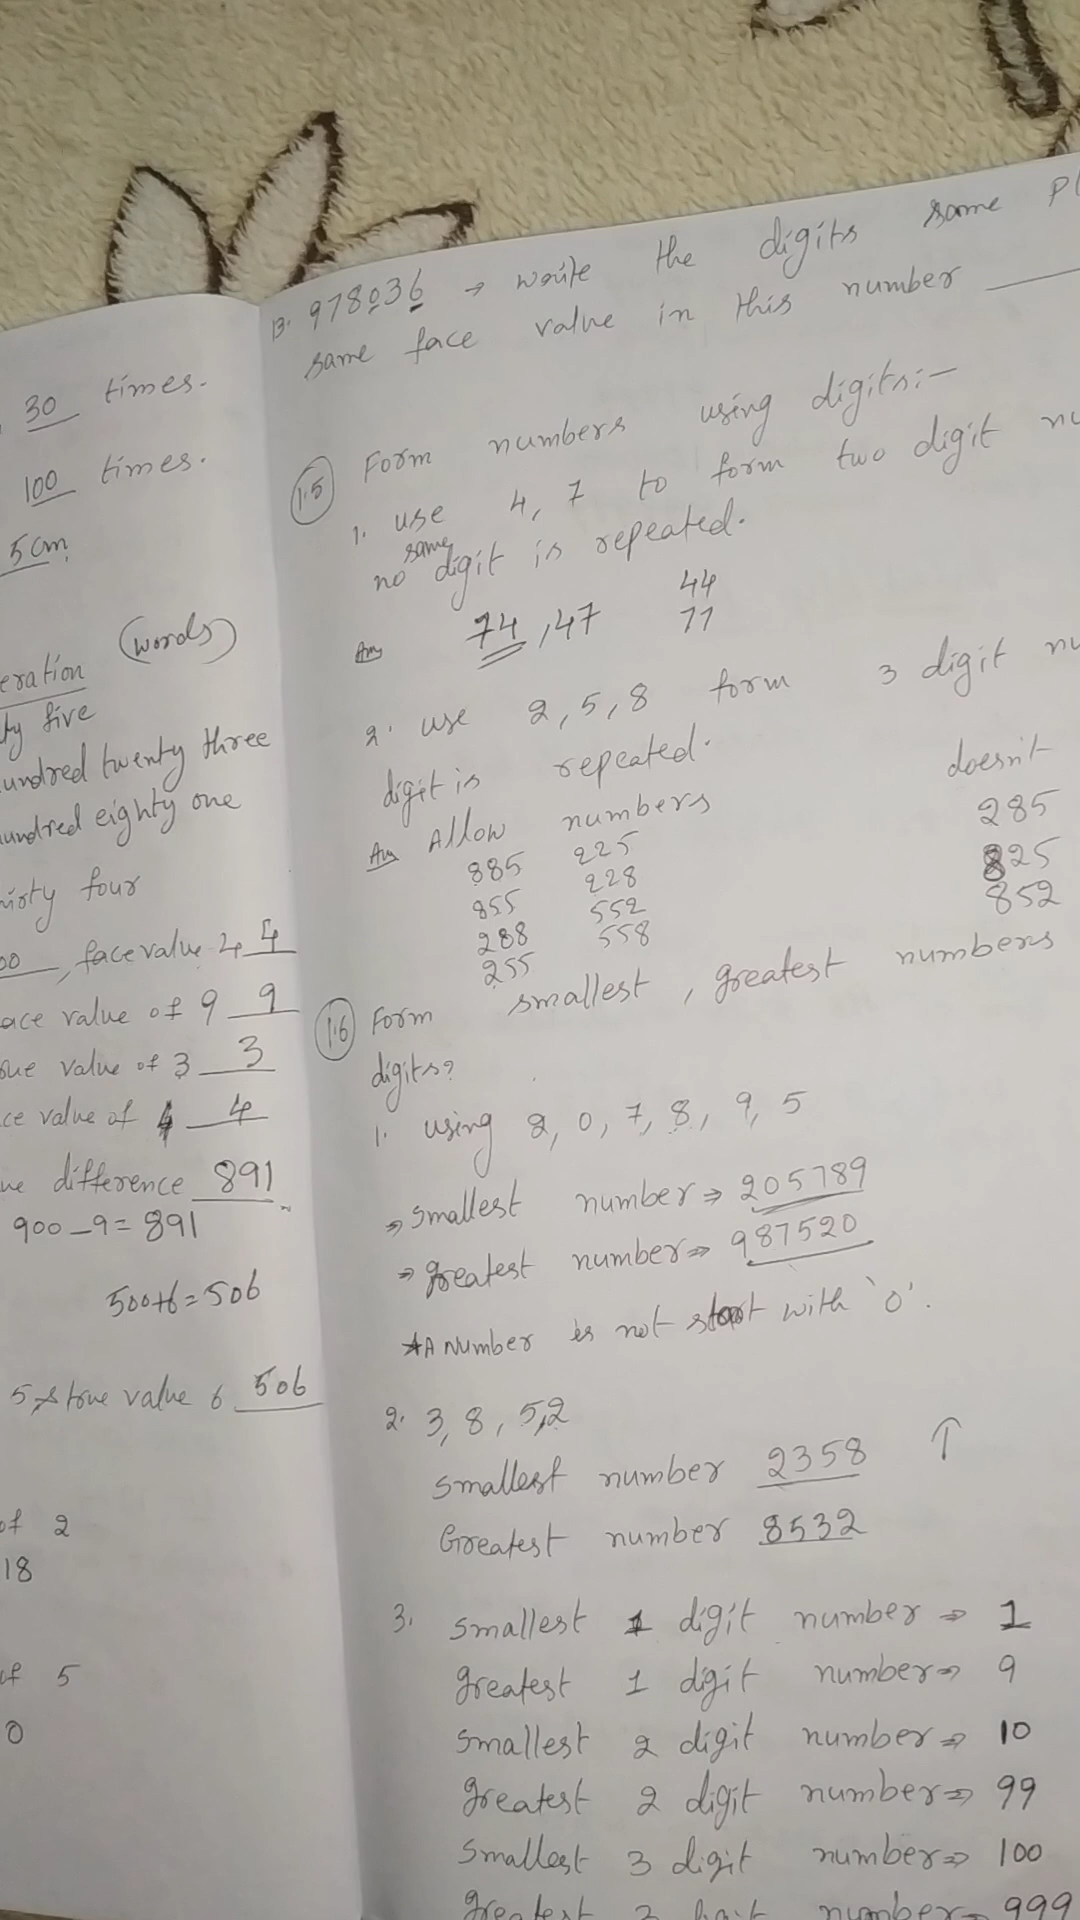 30 times.
100 times.
5 cm.
(words)
eration
ty five
undred twenty three
undred eighty one
four
face value 4 4
ace value of 9 9
value of 3 3
ce value of 4 4
difference 891
900-9=891
500+6=506
5 true value 6 506
of 2
18
of 5
0
13. 978036 → write the digits same Pl
same face value in this number
1.5 Form numbers using digits:-
1. use 4, 7 to form two digit nu
no same digit is repeated.
Ans 74, 47 44
77
2. use 2, 5, 8 form 3 digit nu
digit is repeated.
Ans Allow numbers doesn't
885 225 285
855 228 825
288 552 852
255 558
1.6 Form smallest, greatest numbers
digits?
1. using 2, 0, 7, 8, 9, 5
⇒ smallest number ⇒ 205789
⇒ greatest number ⇒ 987520
*A number is not start with '0'.
2. 3, 8, 5, 2
smallest number 2358 ↑
Greatest number 8532
3. smallest 1 digit number ⇒ 1
greatest 1 digit number ⇒ 9
smallest 2 digit number ⇒ 10
greatest 2 digit number ⇒ 99
smallest 3 digit number ⇒ 100
greatest 3 digit number 999